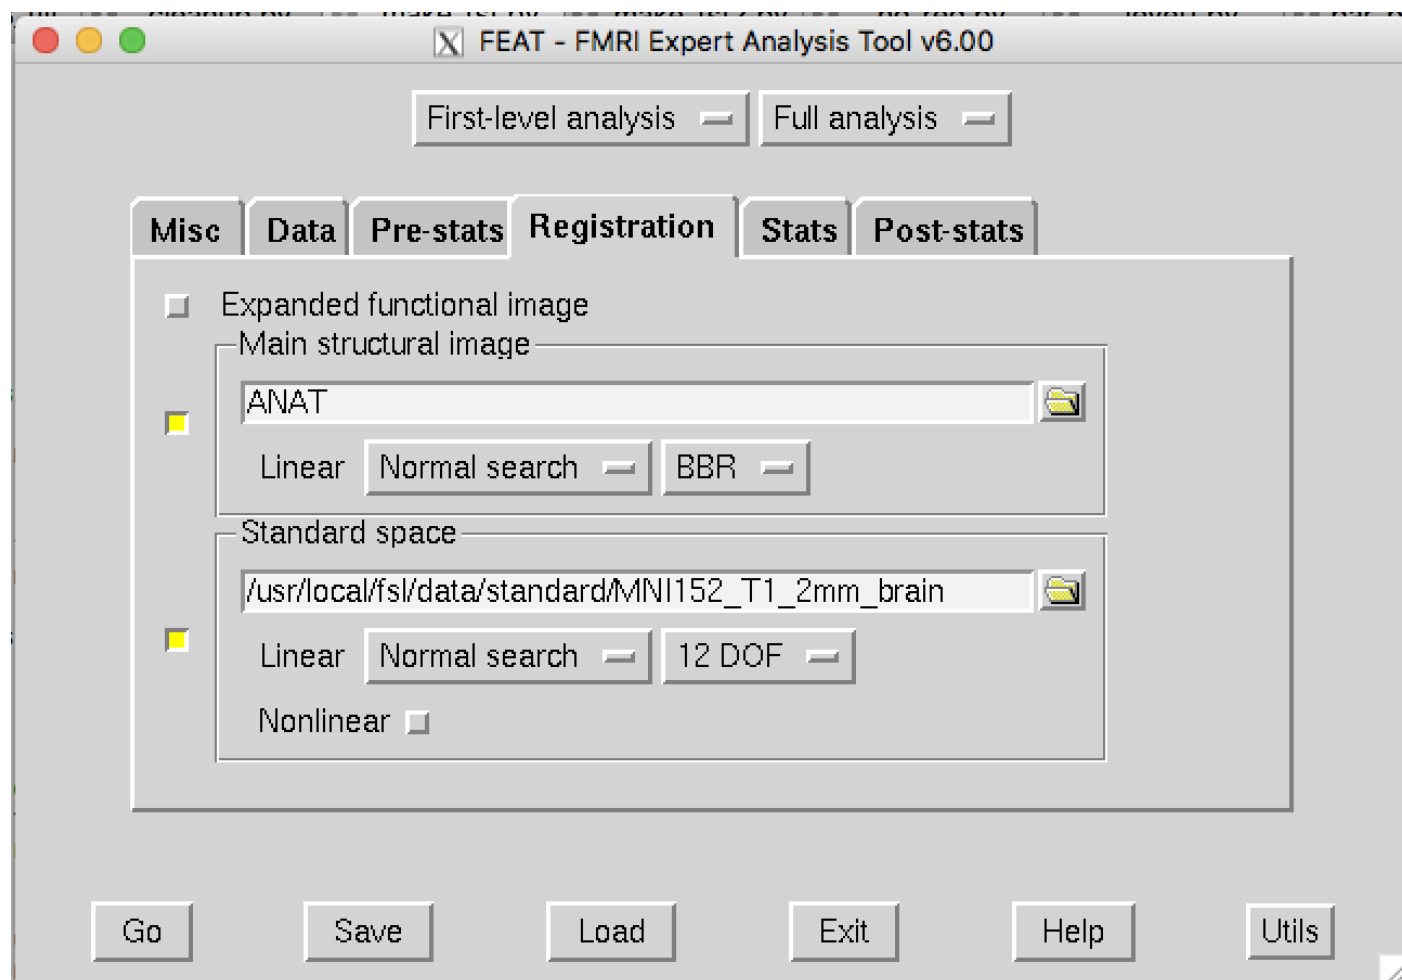 FEAT - FMRI Expert Analysis Tool v6.00
First-level analysis Full analysis
Misc Data Pre-stats Registration Stats Post-stats
Expanded functional image
Main structural image
ANAT
Linear Normal search BBR
Standard space
/usr/local/fsl/data/standard/MNI152_T1_2mm_brain
Linear Normal search 12 DOF
Nonlinear
Go Save Load Exit Help Utils